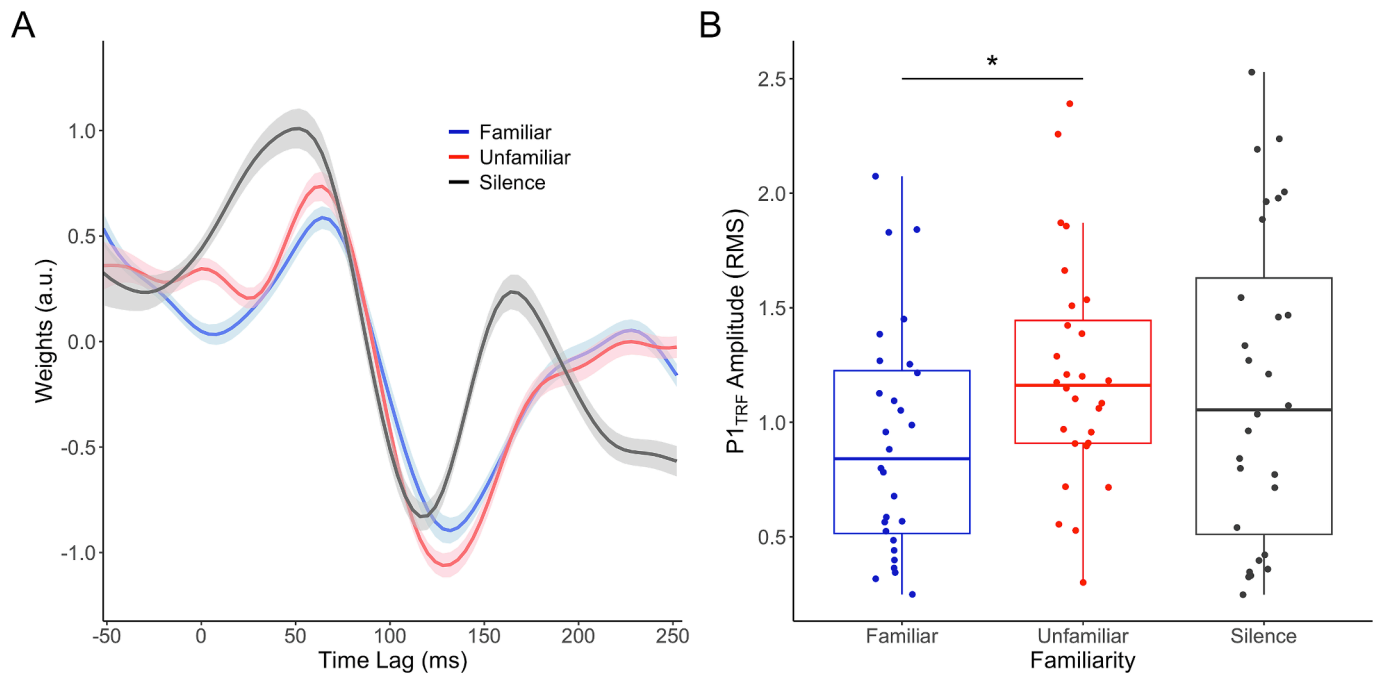 A
1.0
0.5
0.0
-0.5
-1.0
Weights (a.u.)
Familiar
Unfamiliar
Silence
-50 0 50 100 150 200 250
Time Lag (ms)
B
*
2.5
2.0
1.5
1.0
0.5
P1TRF Amplitude (RMS)
Familiar Unfamiliar Silence
Familiarity